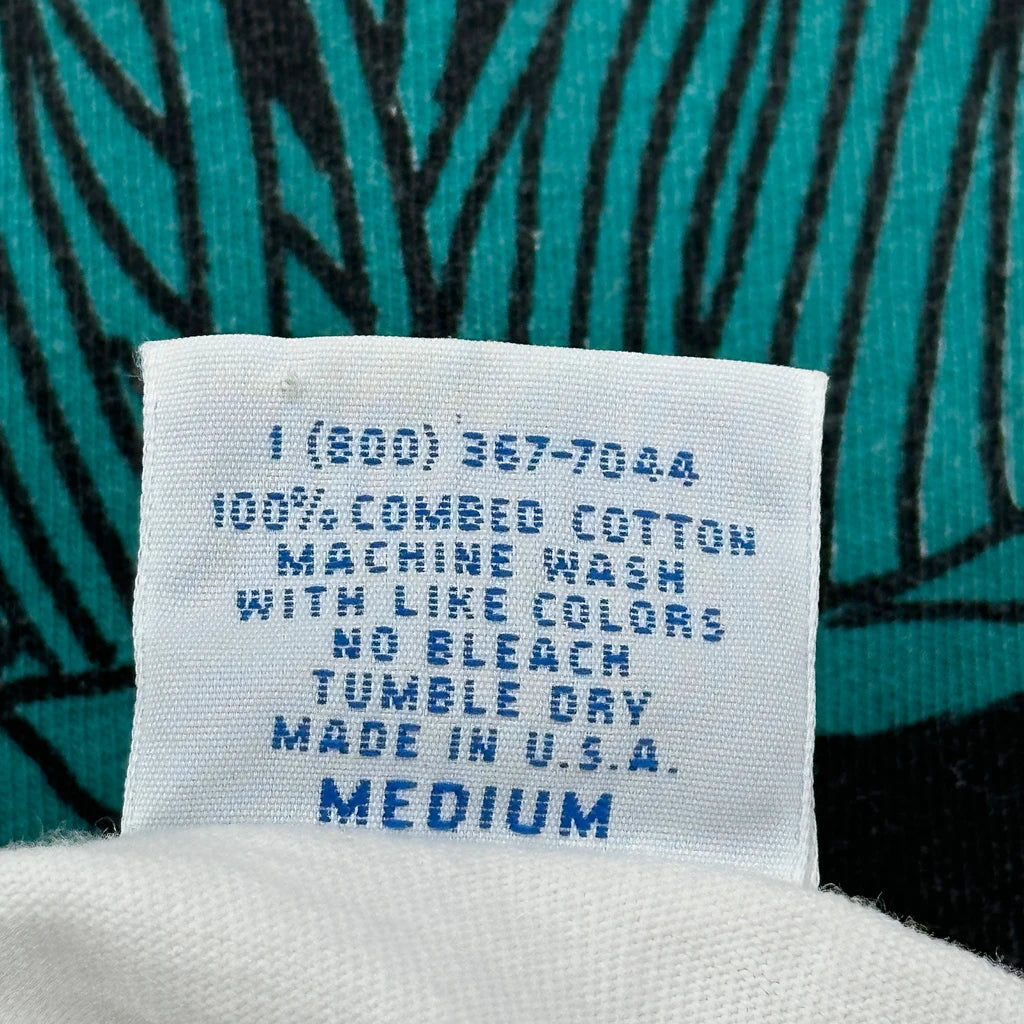 1 (800) 367-7044
100% COMBED COTTON
MACHINE WASH
WITH LIKE COLORS
NO BLEACH
TUMBLE DRY
MADE IN U.S.A.
MEDIUM